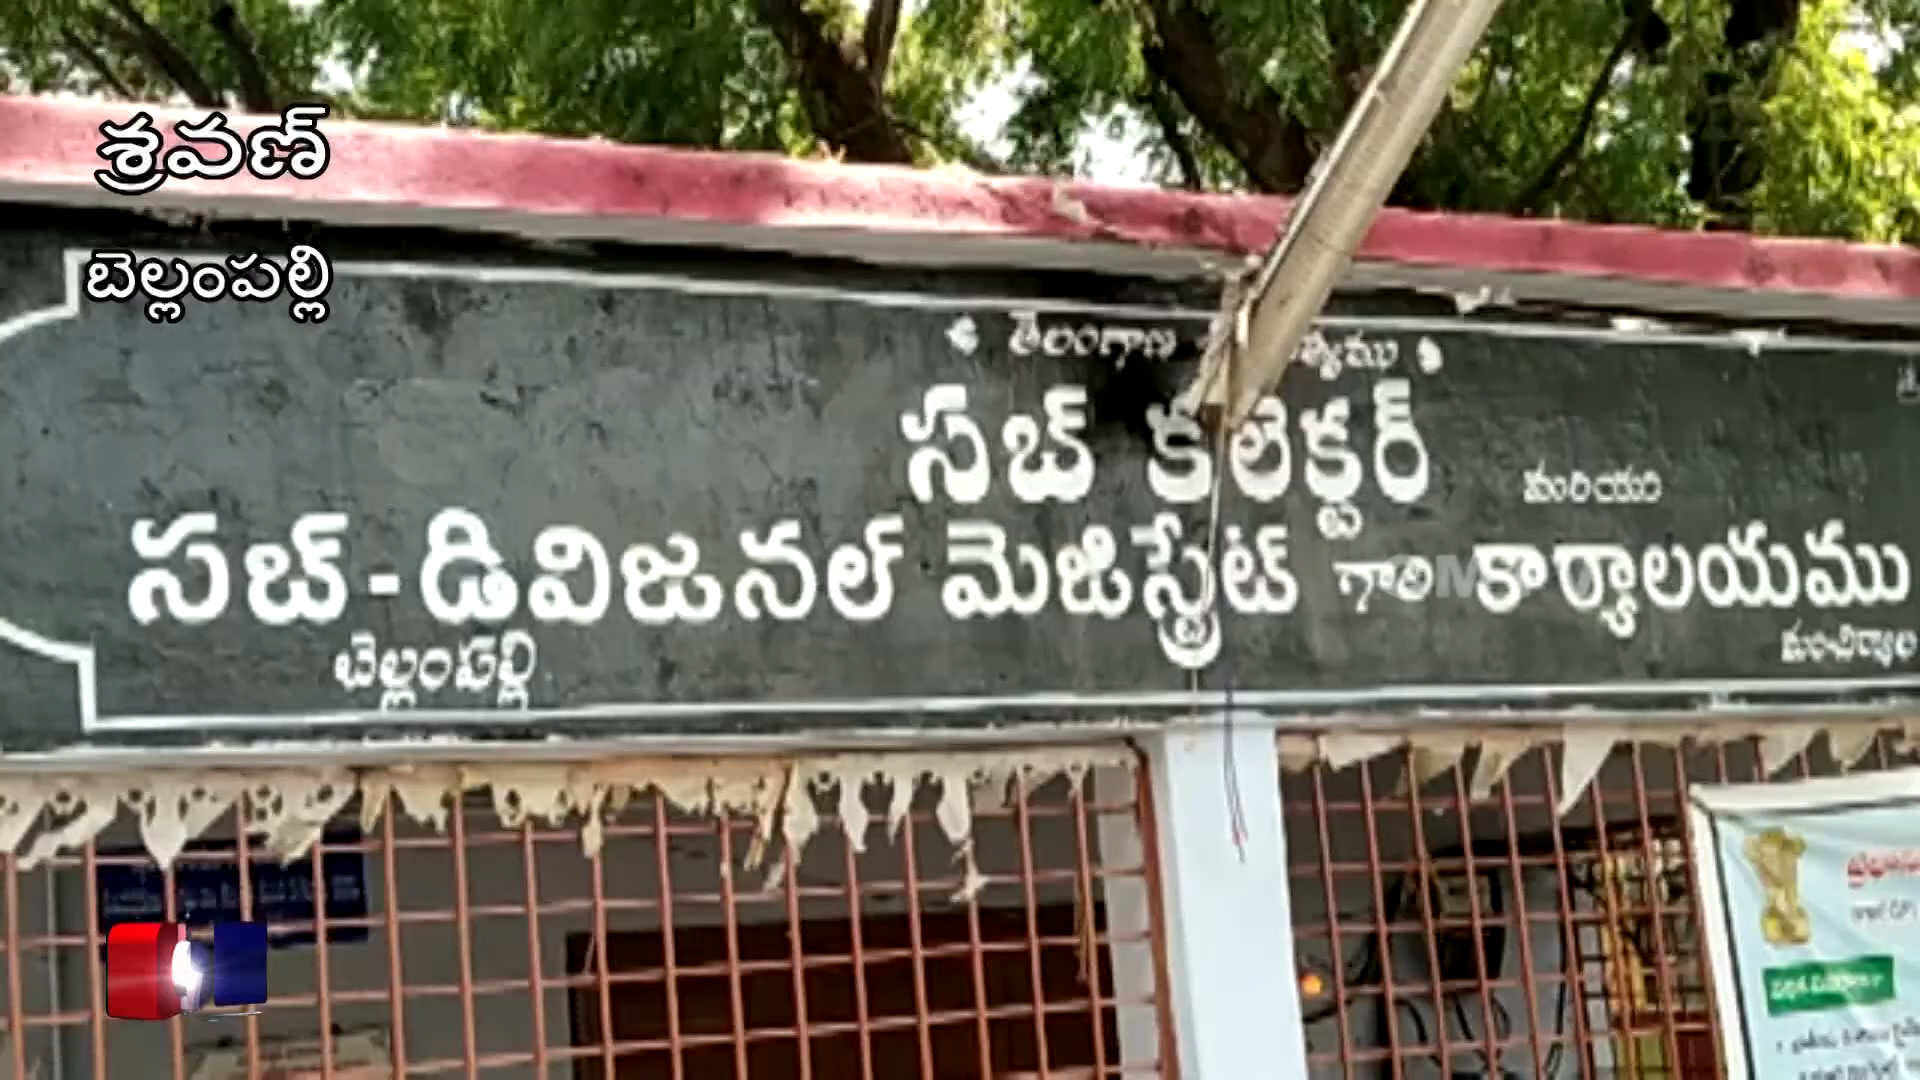 శ్రవణ్
బెల్లంపల్లి
తెలంగాణ
సబ్ కలెక్టర్ మరియు
సబ్-డివిజనల్ మెజిస్ట్రేట్ గారి కార్యాలయము
బెల్లంపల్లి
మంచిర్యాల